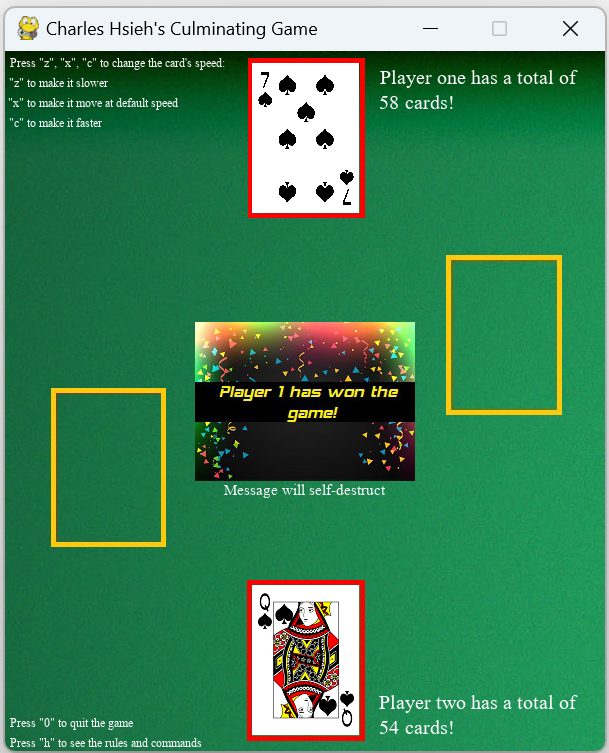 Charles Hsieh's Culminating Game
Press "z", "x", "c" to change the card's speed:
"z" to make it slower
"x" to make it move at default speed
"c" to make it faster
7
7
Player one has a total of
58 cards!
Player 1 has won the
game!
Message will self-destruct
Q
Q
Player two has a total of
54 cards!
Press "0" to quit the game
Press "h" to see the rules and commands